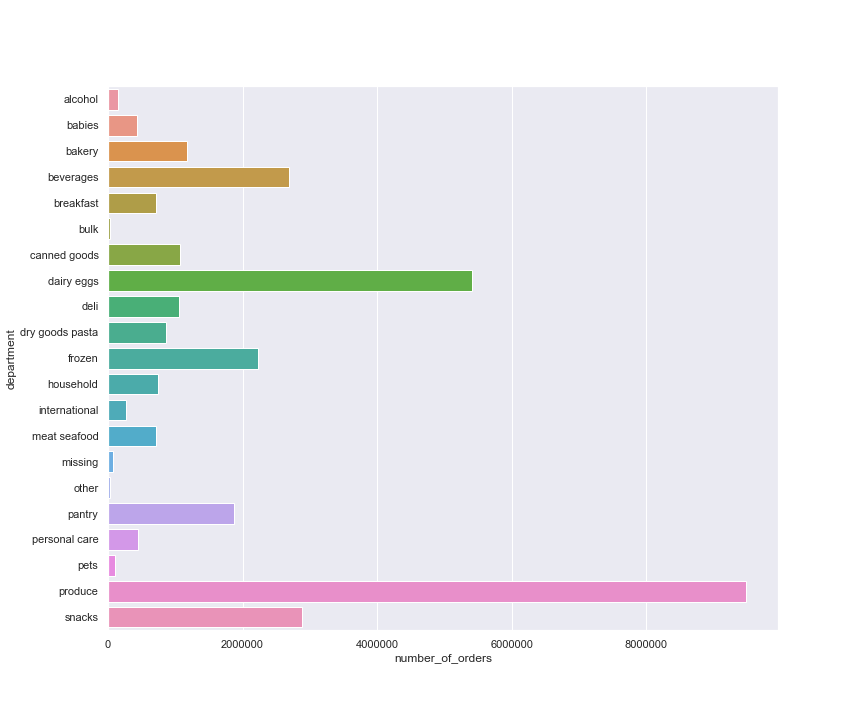 alcohol
babies
bakery
beverages
breakfast
bulk
canned goods
dairy eggs
deli
dry goods pasta
frozen
household
international
meat seafood
missing
other
pantry
personal care
pets
produce
snacks
department
0 2000000 4000000 6000000 8000000
number_of_orders